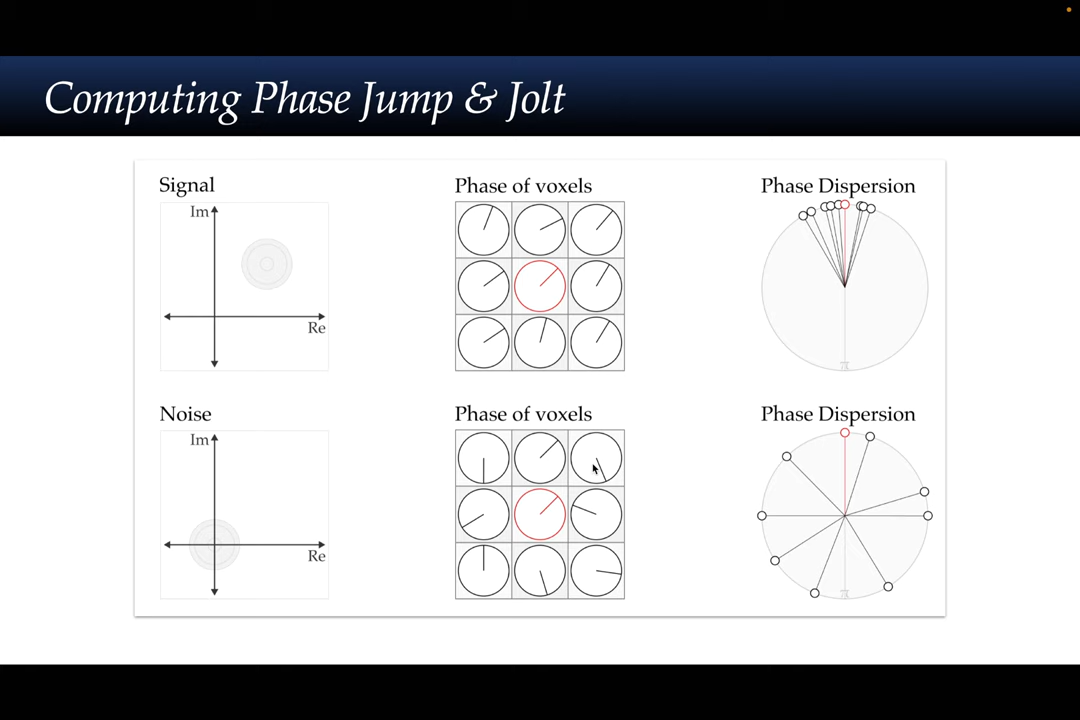 Computing Phase Jump & Jolt
Signal
Phase of voxels
Phase Dispersion
Im
Re
π
Noise
Phase of voxels
Phase Dispersion
Im
Re
π